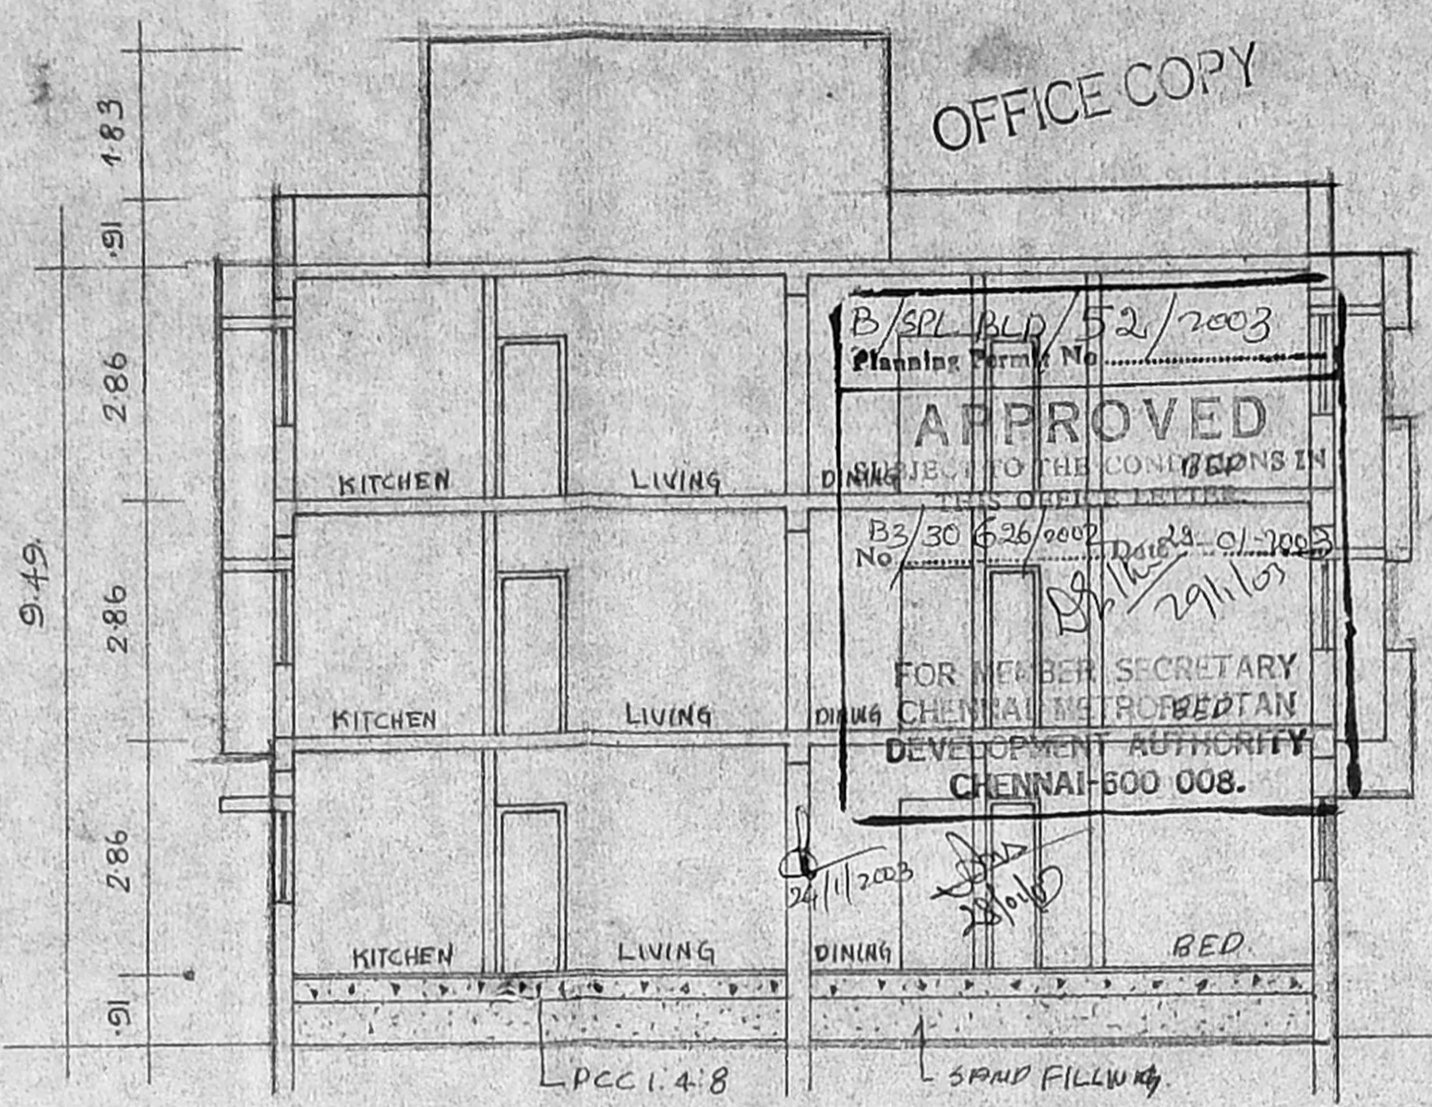 OFFICE COPY
1.83
.91
2.86
2.86
2.86
.91
9.49
B/SPL BLD/52/2003
Planning Permit No
APPROVED
SUBJECT TO THE CONDITIONS IN
THIS OFFICE LETTER.
B3/30626/2002
No Date 29-01-2003
29/1/03
FOR MEMBER SECRETARY
CHENNAI METROPOLITAN
DEVELOPMENT AUTHORITY
CHENNAI-600 008.
KITCHEN LIVING DINING BED
KITCHEN LIVING DINING BED
24/1/2003
28/01/03
KITCHEN LIVING DINING BED
PCC 1:4:8
SAND FILLING